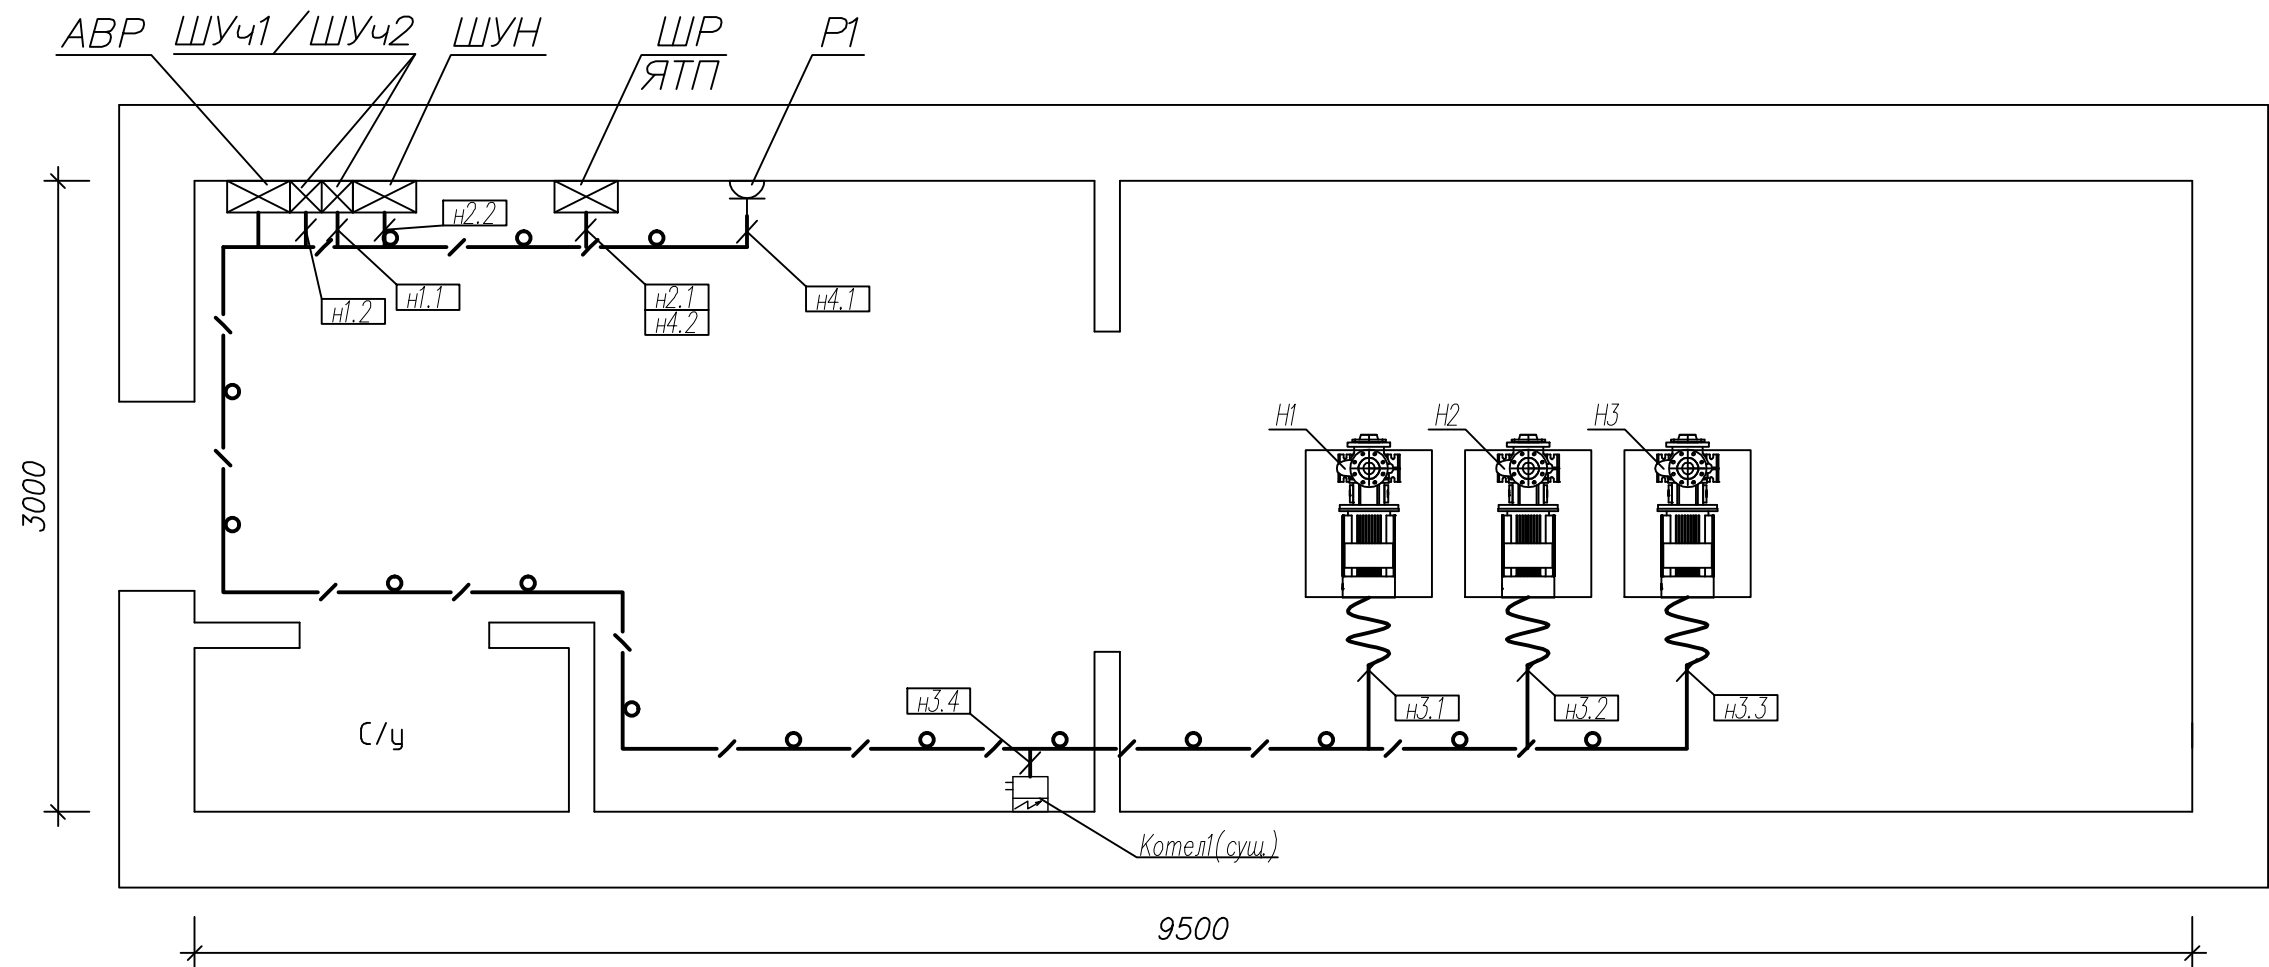 АВР
ШУч1/ШУч2
ШУН
ШР
ЯТП
Р1
н2.2
н1.2
н1.1
н2.1
н4.2
н4.1
3000
Н1
Н2
Н3
С/у
н3.4
н3.1
н3.2
н3.3
Котел1(сущ.)
9500